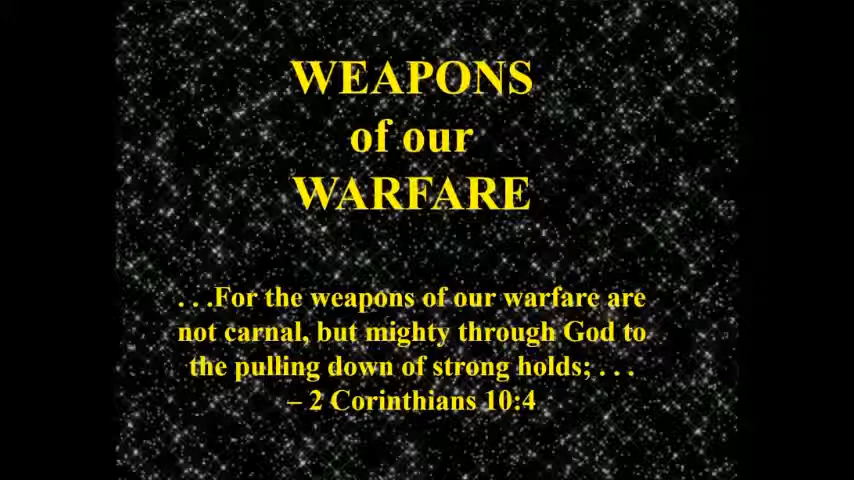 WEAPONS
of our
WARFARE
. . .For the weapons of our warfare are
not carnal, but mighty through God to
the pulling down of strong holds; . . .
– 2 Corinthians 10:4